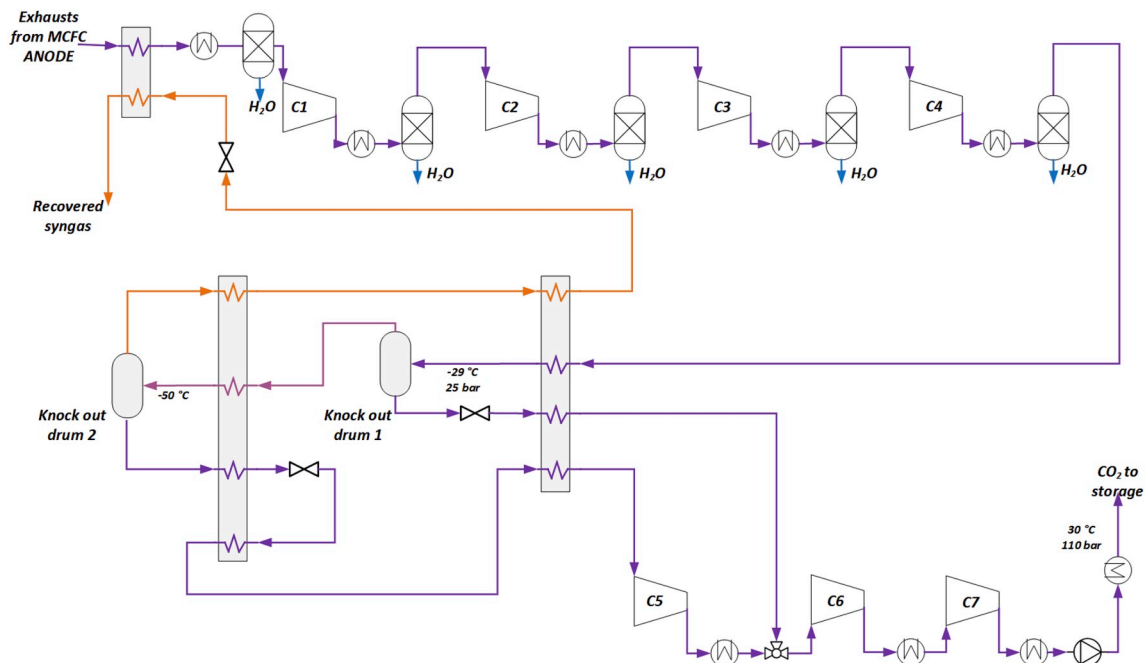 Exhausts
from MCFC
ANODE
H₂O
C1
H₂O
C2
H₂O
C3
H₂O
C4
H₂O
Recovered
syngas
-50 °C
Knock out
drum 2
-29 °C
25 bar
Knock out
drum 1
CO₂ to
storage
30 °C
110 bar
C5
C6
C7